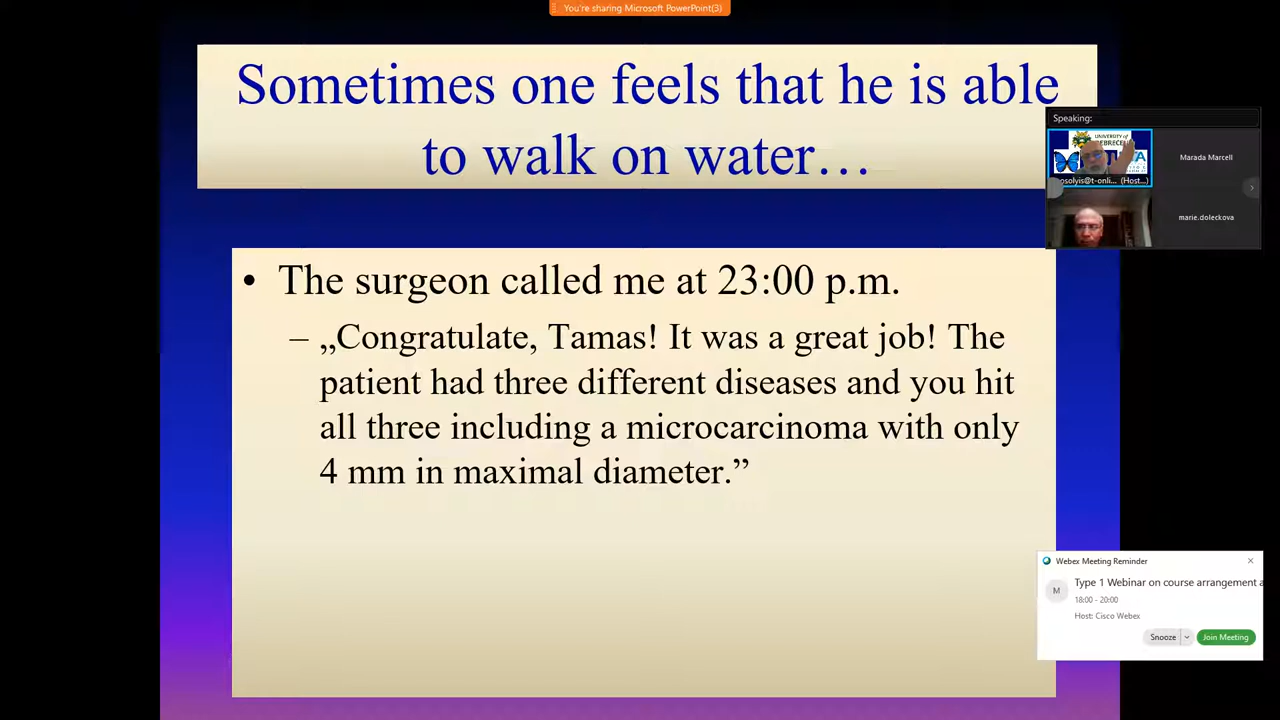 You're sharing Microsoft PowerPoint(3)
Sometimes one feels that he is able
to walk on water…
• The surgeon called me at 23:00 p.m.
– „Congratulate, Tamas! It was a great job! The
patient had three different diseases and you hit
all three including a microcarcinoma with only
4 mm in maximal diameter.”
Speaking:
UNIVERSITY of
(Host...)
Marada Marcell
marie.doleckova
Webex Meeting Reminder
M
Type 1 Webinar on course arrangement a
18:00 - 20:00
Host: Cisco Webex
Snooze
Join Meeting